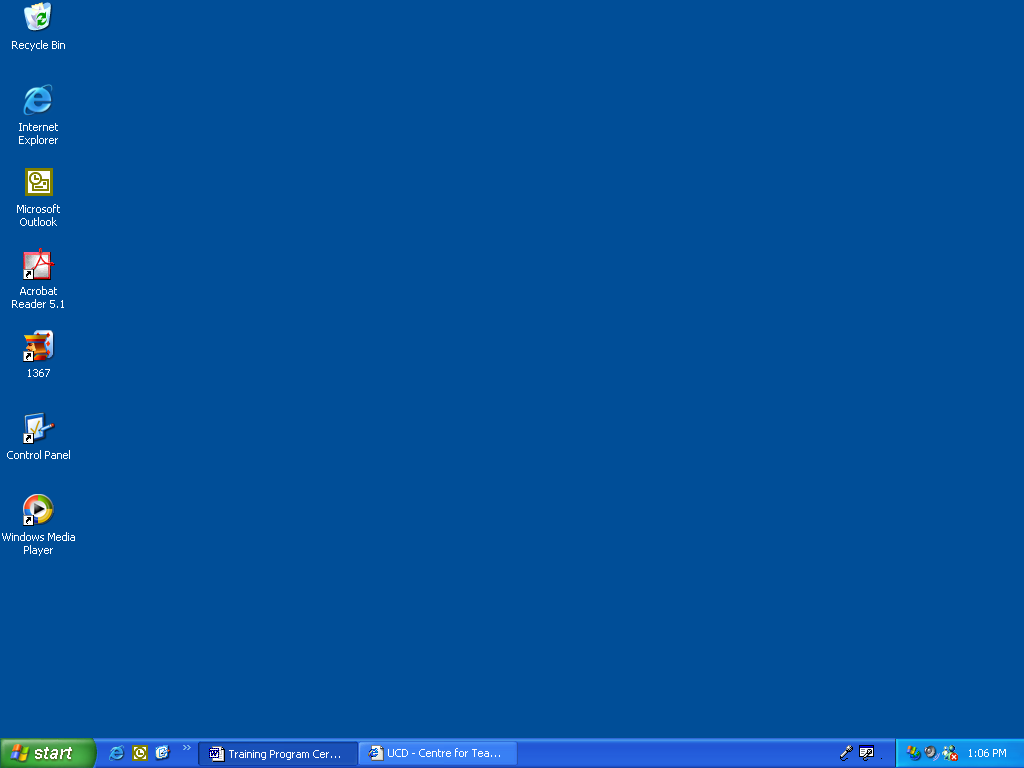 Recycle Bin
Internet
Explorer
Microsoft
Outlook
Acrobat
Reader 5.1
1367
Control Panel
Windows Media
Player
start
»
Training Program Cer...
UCD - Centre for Tea...
1:06 PM